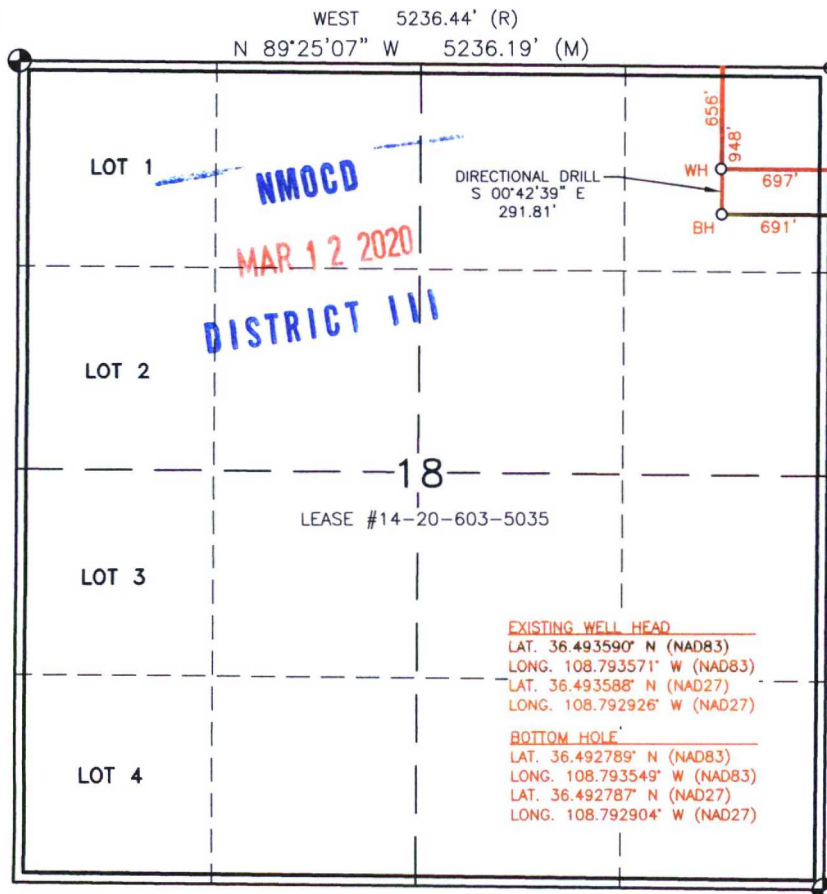 WEST 5236.44' (R)
N 89°25'07" W 5236.19' (M)
LOT 1
NMOCD
MAR 12 2020
DISTRICT III
DIRECTIONAL DRILL
S 00°42'39" E
291.81'
656'
948'
WH
697'
BH
691'
LOT 2
18
LEASE #14-20-603-5035
LOT 3
EXISTING WELL HEAD
LAT. 36.493590° N (NAD83)
LONG. 108.793571° W (NAD83)
LAT. 36.493588° N (NAD27)
LONG. 108.792926° W (NAD27)
BOTTOM HOLE
LAT. 36.492789° N (NAD83)
LONG. 108.793549° W (NAD83)
LAT. 36.492787° N (NAD27)
LONG. 108.792904° W (NAD27)
LOT 4